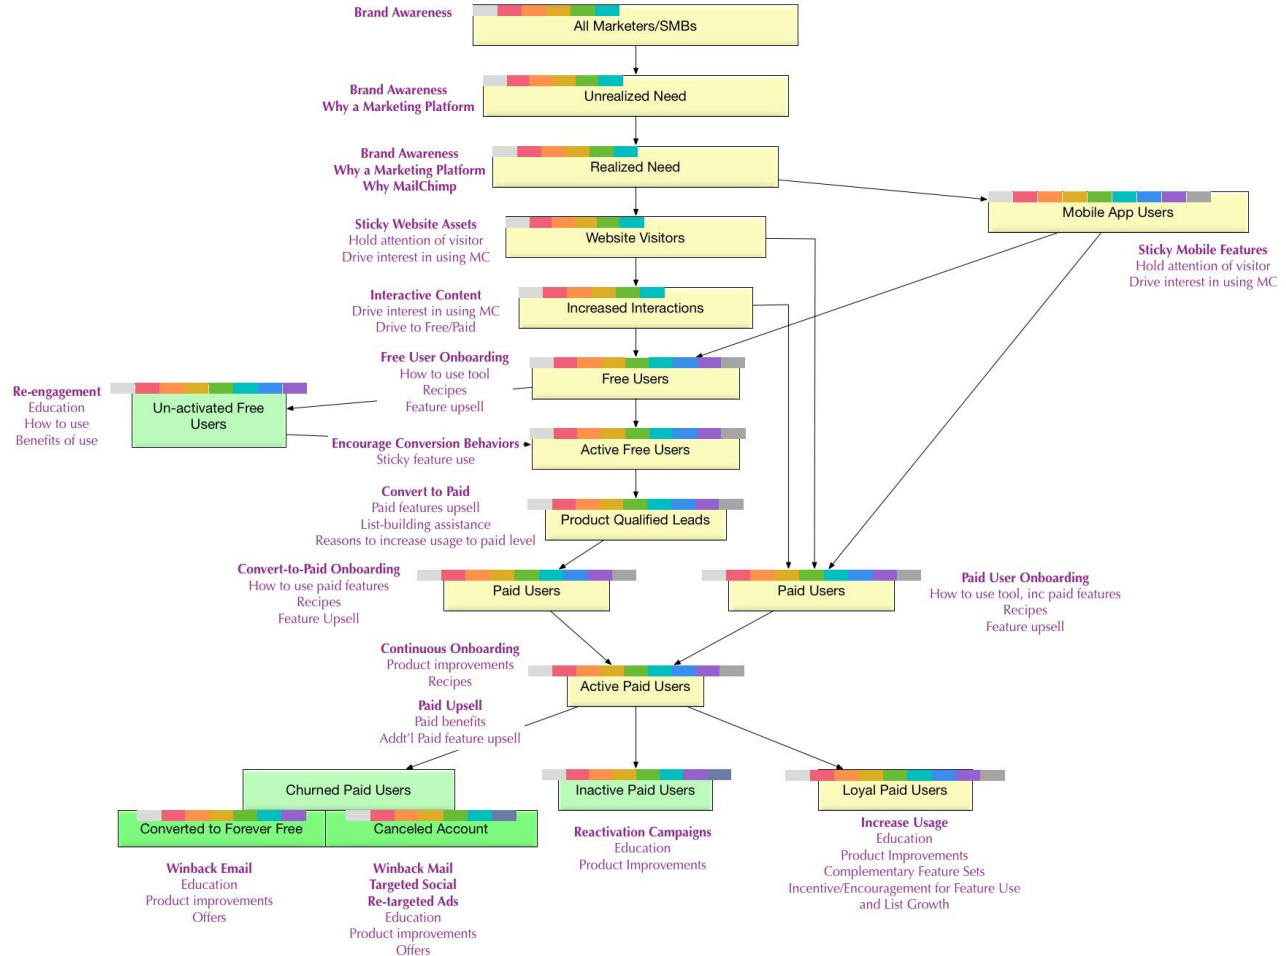 Brand Awareness
All Marketers/SMBs
Brand Awareness
Why a Marketing Platform
Unrealized Need
Brand Awareness
Why a Marketing Platform
Why MailChimp
Realized Need
Mobile App Users
Sticky Mobile Features
Hold attention of visitor
Drive interest in using MC
Sticky Website Assets
Hold attention of visitor
Drive interest in using MC
Website Visitors
Interactive Content
Drive interest in using MC
Drive to Free/Paid
Increased Interactions
Free User Onboarding
How to use tool
Recipes
Feature upsell
Free Users
Re-engagement
Education
How to use
Benefits of use
Un-activated Free
Users
Encourage Conversion Behaviors
Sticky feature use
Active Free Users
Convert to Paid
Paid features upsell
List-building assistance
Reasons to increase usage to paid level
Product Qualified Leads
Convert-to-Paid Onboarding
How to use paid features
Recipes
Feature Upsell
Paid Users
Paid Users
Paid User Onboarding
How to use tool, inc paid features
Recipes
Feature upsell
Continuous Onboarding
Product improvements
Recipes
Active Paid Users
Paid Upsell
Paid benefits
Addt'l Paid feature upsell
Churned Paid Users
Converted to Forever Free
Canceled Account
Inactive Paid Users
Loyal Paid Users
Winback Email
Education
Product improvements
Offers
Winback Mail
Targeted Social
Re-targeted Ads
Education
Product improvements
Offers
Reactivation Campaigns
Education
Product Improvements
Increase Usage
Education
Product Improvements
Complementary Feature Sets
Incentive/Encouragement for Feature Use
and List Growth